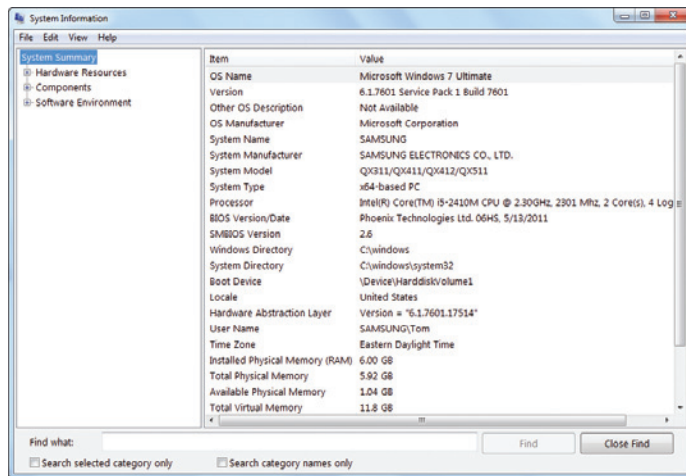 System Information
File Edit View Help
System Summary
Hardware Resources
Components
Software Environment
Item Value
OS Name Microsoft Windows 7 Ultimate
Version 6.1.7601 Service Pack 1 Build 7601
Other OS Description Not Available
OS Manufacturer Microsoft Corporation
System Name SAMSUNG
System Manufacturer SAMSUNG ELECTRONICS CO., LTD.
System Model QX311/QX411/QX412/QX511
System Type x64-based PC
Processor Intel(R) Core(TM) i5-2410M CPU @ 2.30GHz, 2301 Mhz, 2 Core(s), 4 Log
BIOS Version/Date Phoenix Technologies Ltd. 06HS, 5/13/2011
SMBIOS Version 2.6
Windows Directory C:\windows
System Directory C:\windows\system32
Boot Device \Device\HarddiskVolume1
Locale United States
Hardware Abstraction Layer Version = "6.1.7601.17514"
User Name SAMSUNG\Tom
Time Zone Eastern Daylight Time
Installed Physical Memory (RAM) 6.00 GB
Total Physical Memory 5.92 GB
Available Physical Memory 1.04 GB
Total Virtual Memory 11.8 GB
Find what: Find Close Find
Search selected category only Search category names only